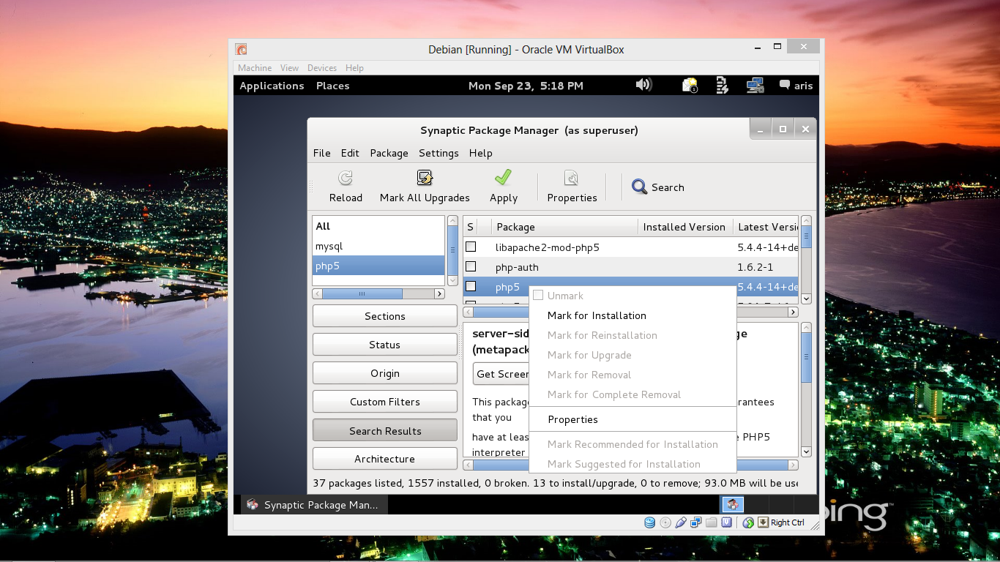 Debian [Running] - Oracle VM VirtualBox
Machine View Devices Help
Applications Places Mon Sep 23, 5:18 PM aris
Synaptic Package Manager (as superuser)
File Edit Package Settings Help
Reload Mark All Upgrades Apply Properties Search
All
mysql
php5
S Package Installed Version Latest Versi
libapache2-mod-php5 5.4.4-14+de
php-auth 1.6.2-1
php5 5.4.4-14+de
Sections
Status
Origin
Custom Filters
Search Results
Architecture
server-sid ge
(metapack
Get Screen
This package rantees
that you
have at leas PHP5
interpreter
Unmark
Mark for Installation
Mark for Reinstallation
Mark for Upgrade
Mark for Removal
Mark for Complete Removal
Properties
Mark Recommended for Installation
Mark Suggested for Installation
37 packages listed, 1557 installed, 0 broken. 13 to install/upgrade, 0 to remove; 93.0 MB will be use
Synaptic Package Man...
Right Ctrl
bing